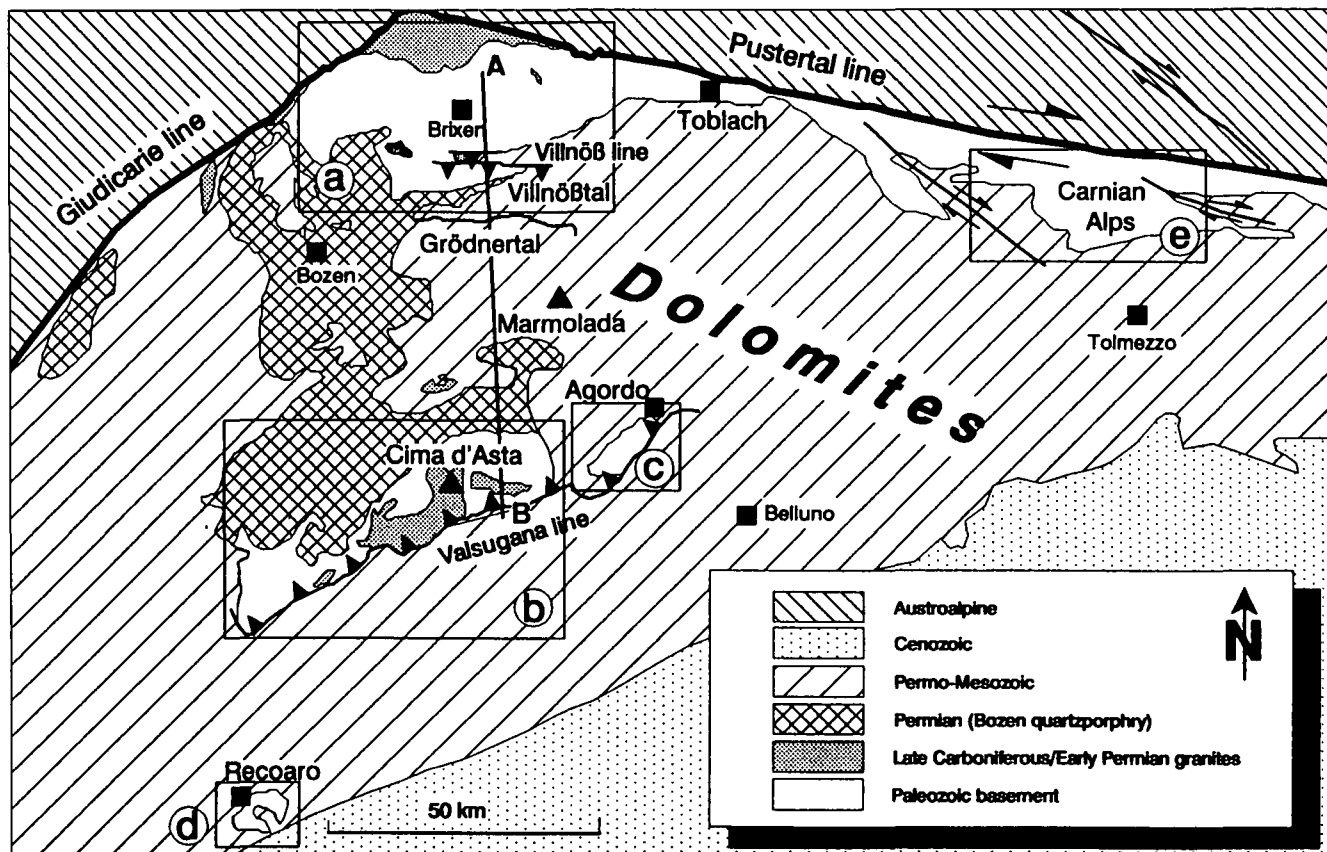 Pustertal line
A
Giudicarie line
Brixen
Toblach
Villnöß line
a
Villnößtal
Carnian
Alps
e
Grödnertal
Bozen
Dolomites
Marmolada
Tolmezzo
Agordo
Cima d'Asta
c
B
Valsugana line
Belluno
b
Austroalpine
Cenozoic
N
Permo-Mesozoic
Permian (Bozen quartzporphry)
Late Carboniferous/Early Permian granites
Paleozoic basement
Recoaro
d
50 km